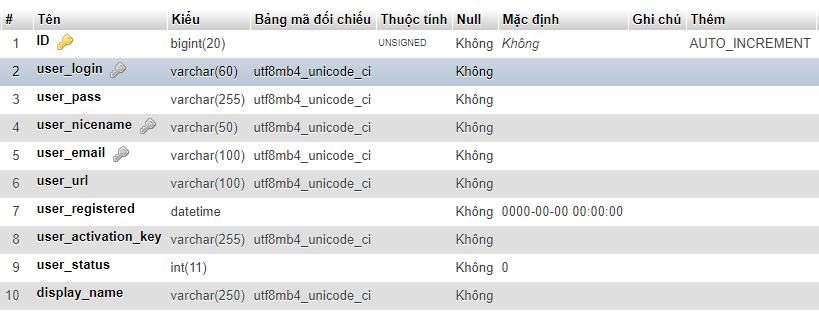 # Tên Kiểu Bảng mã đối chiếu Thuộc tính Null Mặc định Ghi chú Thêm
1 ID bigint(20) UNSIGNED Không Không AUTO_INCREMENT
2 user_login varchar(60) utf8mb4_unicode_ci Không
3 user_pass varchar(255) utf8mb4_unicode_ci Không
4 user_nicename varchar(50) utf8mb4_unicode_ci Không
5 user_email varchar(100) utf8mb4_unicode_ci Không
6 user_url varchar(100) utf8mb4_unicode_ci Không
7 user_registered datetime Không 0000-00-00 00:00:00
8 user_activation_key varchar(255) utf8mb4_unicode_ci Không
9 user_status int(11) Không 0
10 display_name varchar(250) utf8mb4_unicode_ci Không